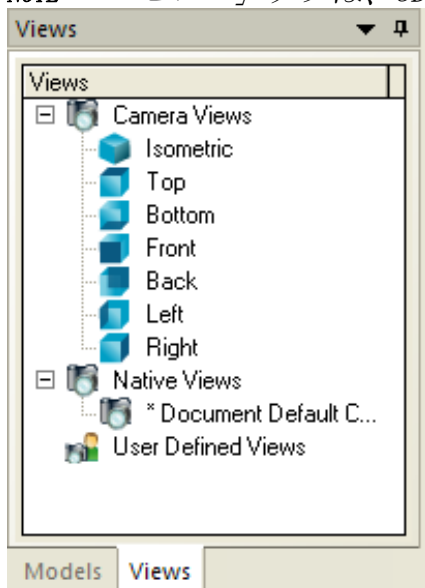 Views
Views
Camera Views
Isometric
Top
Bottom
Front
Back
Left
Right
Native Views
* Document Default C...
User Defined Views
Models Views